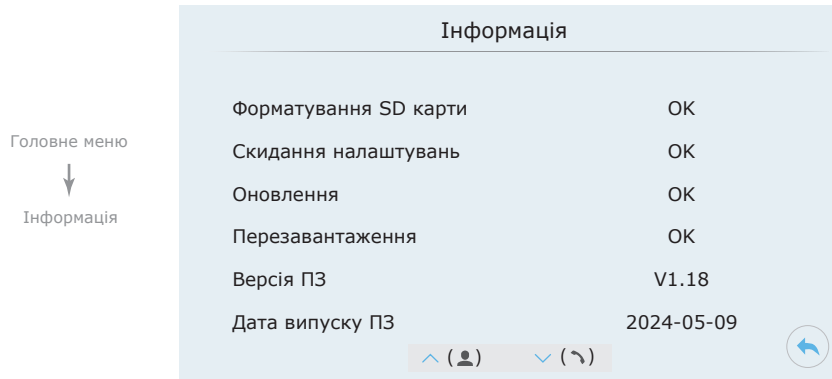 Інформація
Головне меню
Інформація
Форматування SD карти OK
Скидання налаштувань OK
Оновлення OK
Перезавантаження OK
Версія ПЗ V1.18
Дата випуску ПЗ 2024-05-09
( ) ( )